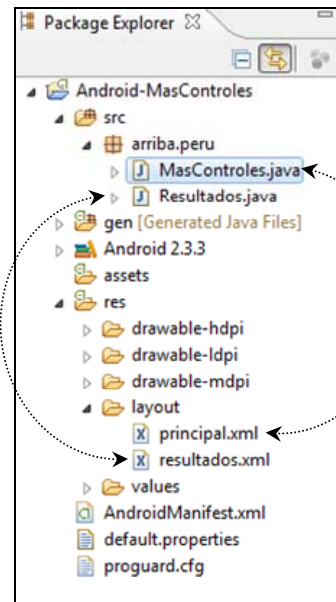 Package Explorer
Android-MasControles
src
arriba.peru
MasControles.java
Resultados.java
gen [Generated Java Files]
Android 2.3.3
assets
res
drawable-hdpi
drawable-ldpi
drawable-mdpi
layout
principal.xml
resultados.xml
values
AndroidManifest.xml
default.properties
proguard.cfg